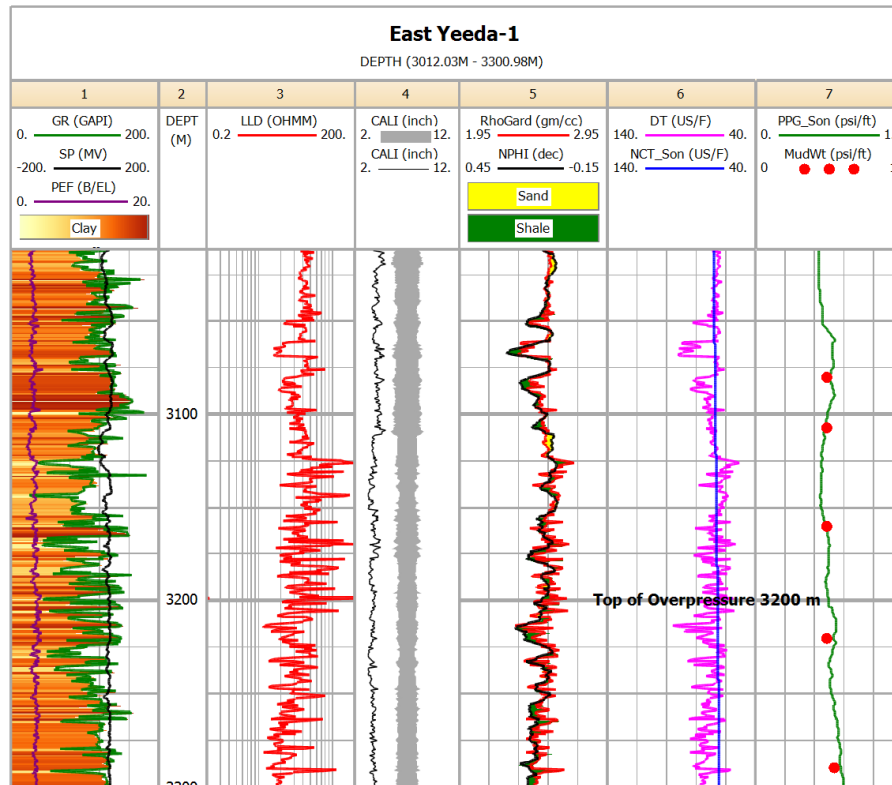 East Yeeda-1
DEPTH (3012.03M - 3300.98M)
1 2 3 4 5 6 7
GR (GAPI)
0. 200.
SP (MV)
-200. 200.
PEF (B/EL)
0. 20.
Clay
DEPT
(M)
LLD (OHMM)
0.2 200.
CALI (inch)
2. 12.
CALI (inch)
2. 12.
RhoGard (gm/cc)
1.95 2.95
NPHI (dec)
0.45 -0.15
Sand
Shale
DT (US/F)
140. 40.
NCT_Son (US/F)
140. 40.
PPG_Son (psi/ft)
0.
MudWt (psi/ft)
0
3100
3200
Top of Overpressure 3200 m